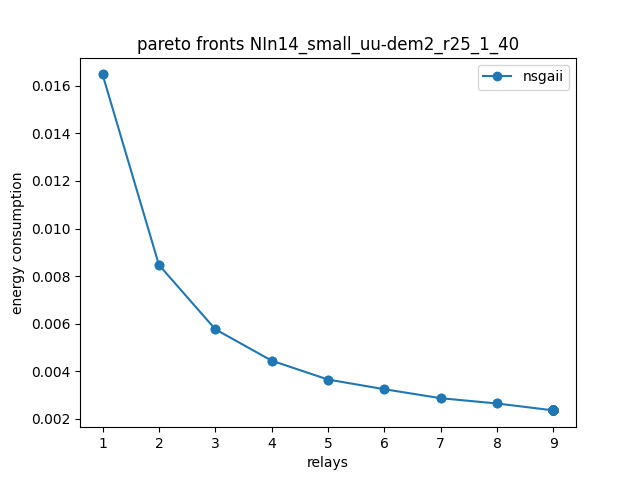 pareto fronts NIn14_small_uu-dem2_r25_1_40
nsgaii
energy consumption
0.016
0.014
0.012
0.010
0.008
0.006
0.004
0.002
1 2 3 4 5 6 7 8 9
relays